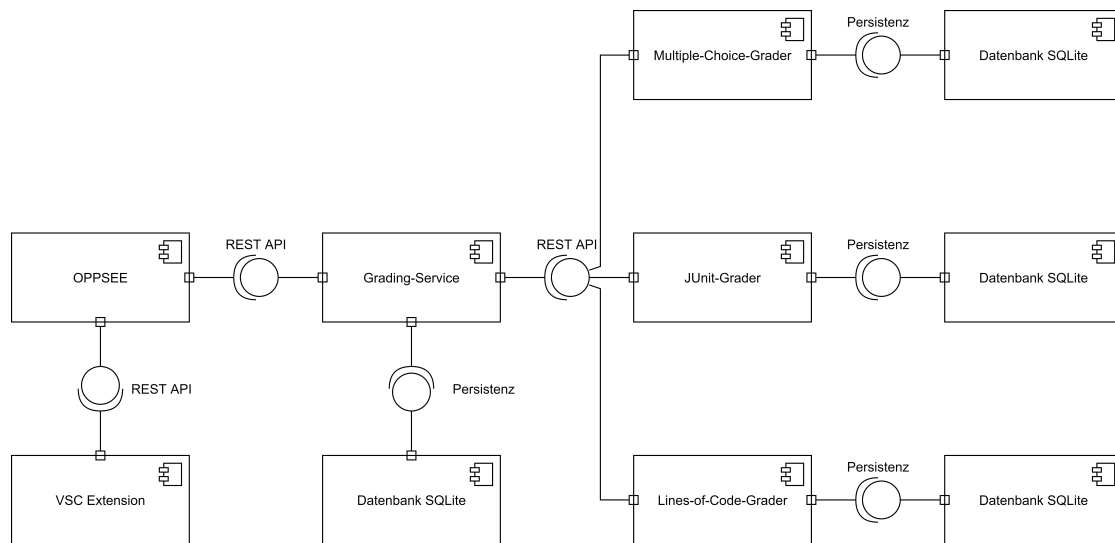 Persistenz
Multiple-Choice-Grader
Datenbank SQLite
REST API
REST API
Persistenz
OPPSEE
Grading-Service
JUnit-Grader
Datenbank SQLite
REST API
Persistenz
Persistenz
VSC Extension
Datenbank SQLite
Lines-of-Code-Grader
Datenbank SQLite